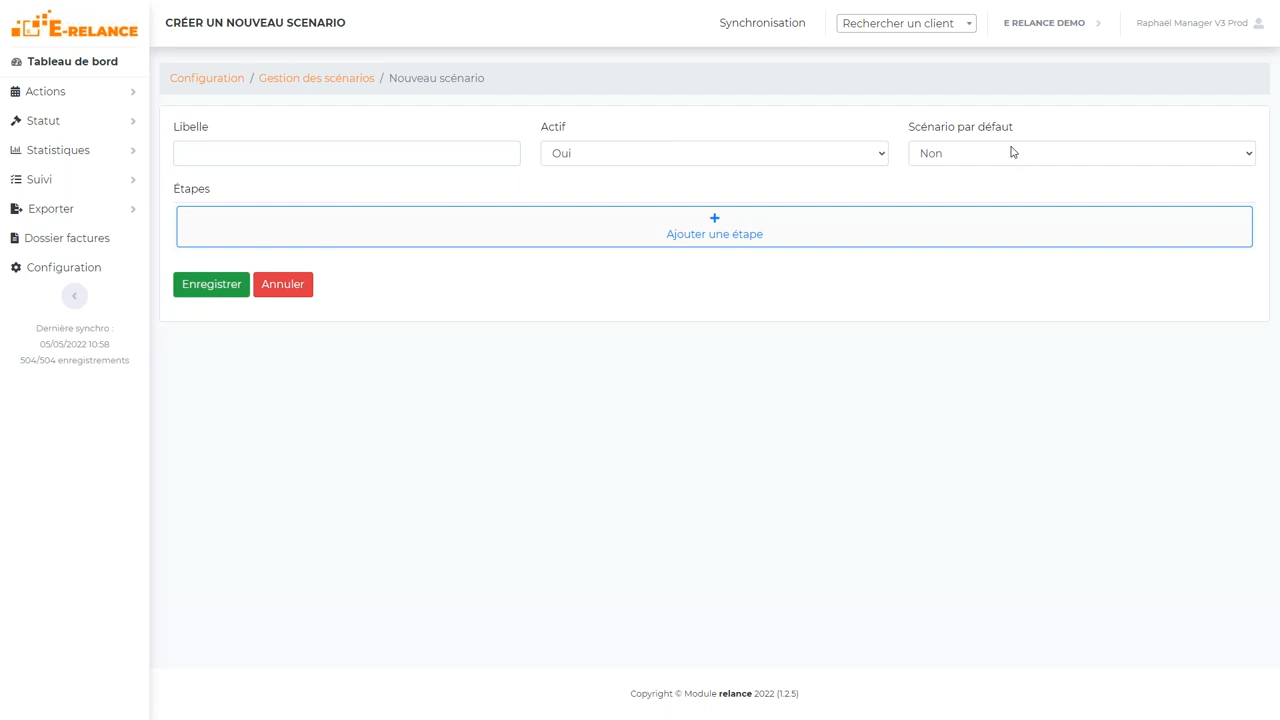 E-RELANCE
CRÉER UN NOUVEAU SCENARIO
Synchronisation
Rechercher un client
E RELANCE DEMO
Raphaël Manager V3 Prod
Tableau de bord
Actions
Statut
Statistiques
Suivi
Exporter
Dossier factures
Configuration
Dernière synchro :
05/05/2022 10:58
504/504 enregistrements
Configuration / Gestion des scénarios / Nouveau scénario
Libelle
Actif
Oui
Scénario par défaut
Non
Étapes
+
Ajouter une étape
Enregistrer
Annuler
Copyright © Module relance 2022 (1.2.5)